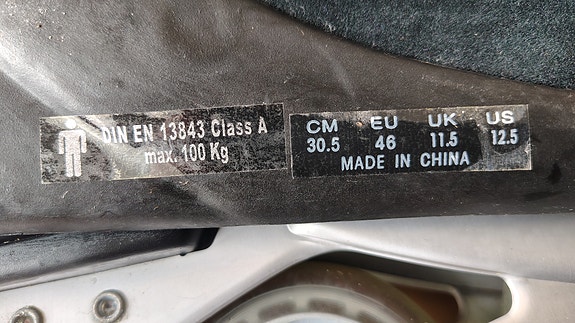 DIN EN 13843 Class A
max. 100 Kg
CM EU UK US
30.5 46 11.5 12.5
MADE IN CHINA